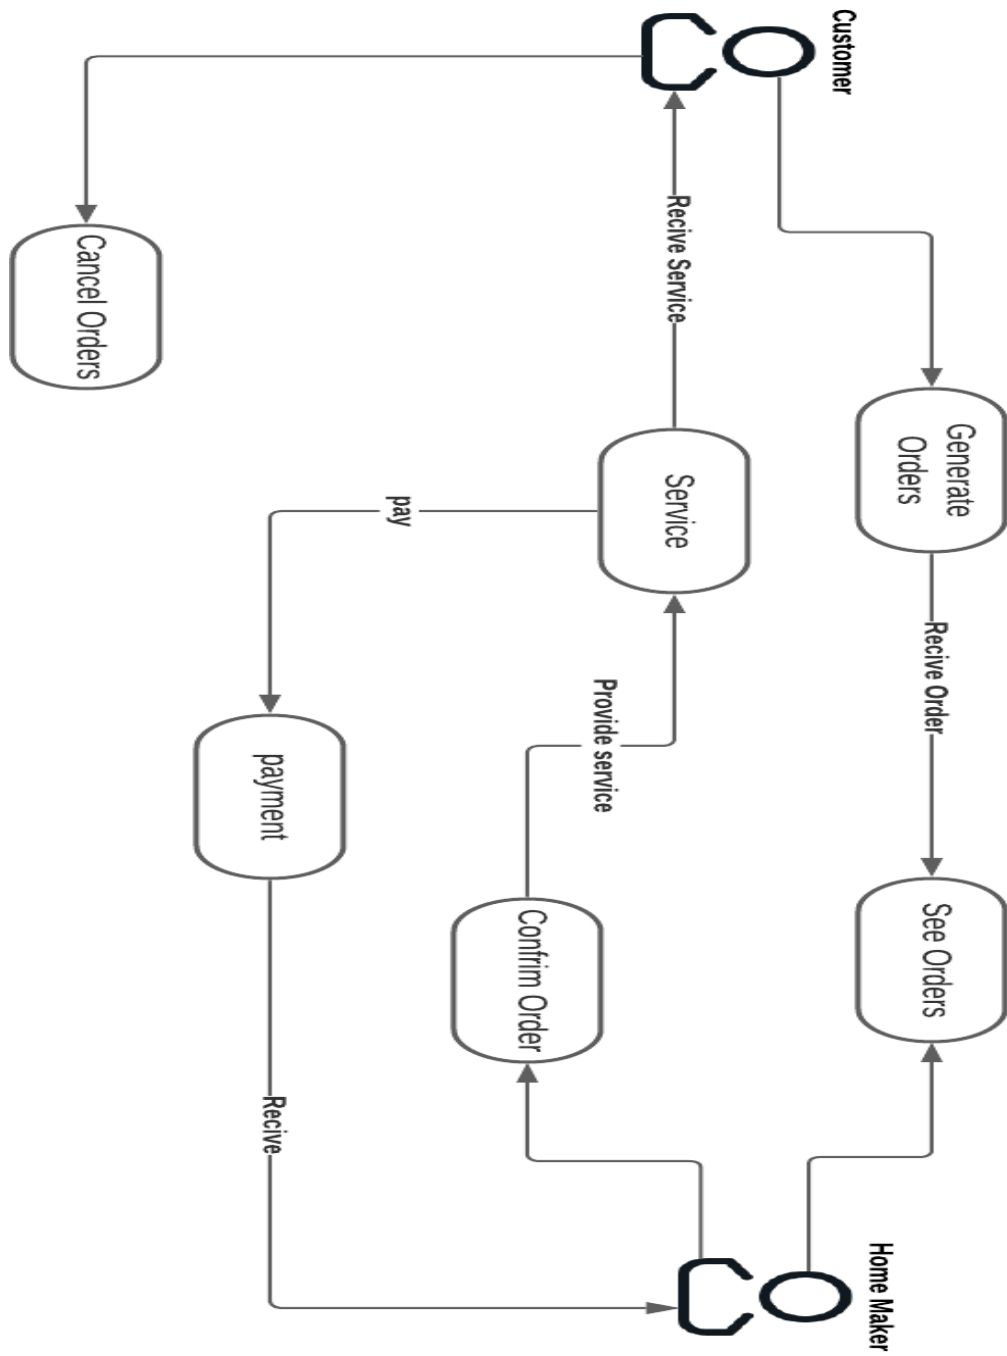 Customer
Home Maker
Generate
Orders
Recive Order
See Orders
Recive Service
Service
Provide service
Confrim Order
pay
payment
Recive
Cancel Orders